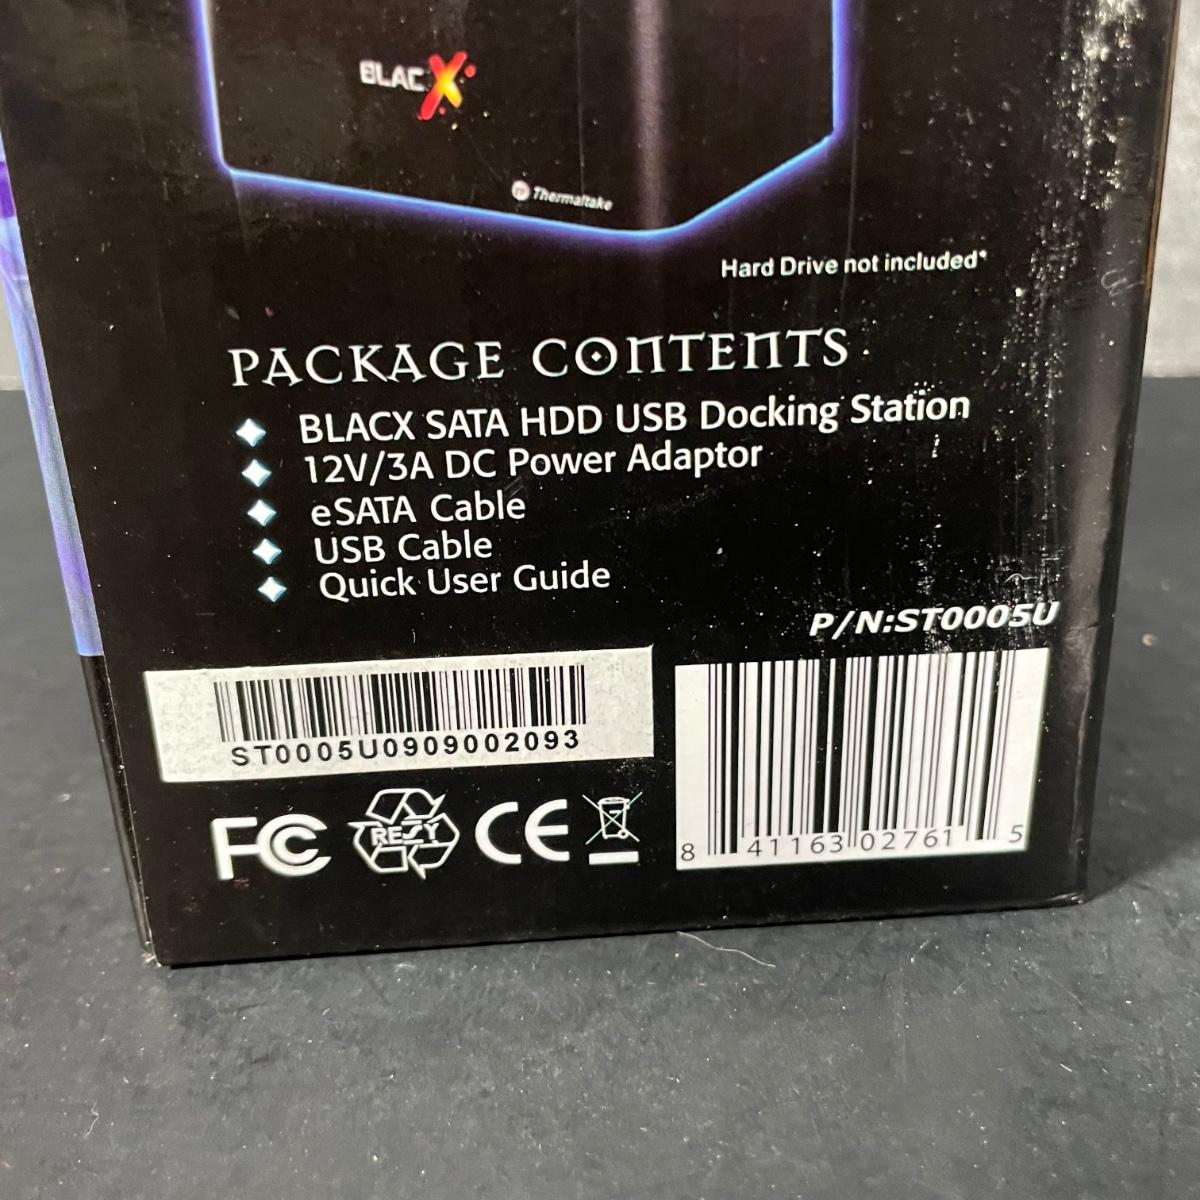 BLACX
Thermaltake
Hard Drive not included*
PACKAGE CONTENTS
BLACX SATA HDD USB Docking Station
12V/3A DC Power Adaptor
eSATA Cable
USB Cable
Quick User Guide
P/N:ST0005U
ST0005U0909002093
FC RESY CE
8 41163 02761 5